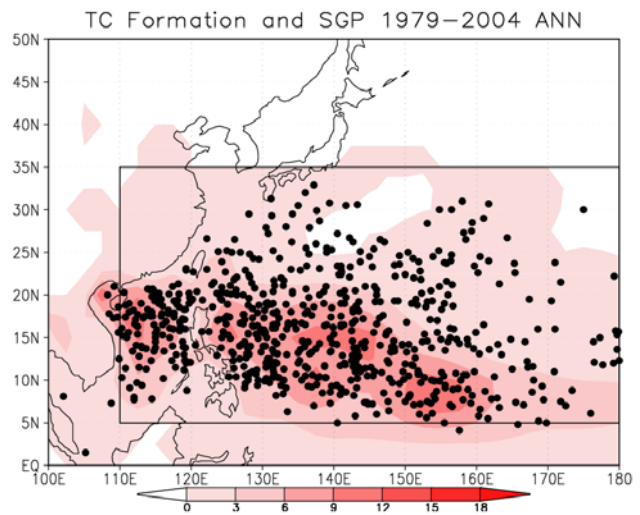 TC Formation and SGP 1979–2004 ANN
50N
45N
40N
35N
30N
25N
20N
15N
10N
5N
EQ
100E 110E 120E 130E 140E 150E 160E 170E 180
0 3 6 9 12 15 18